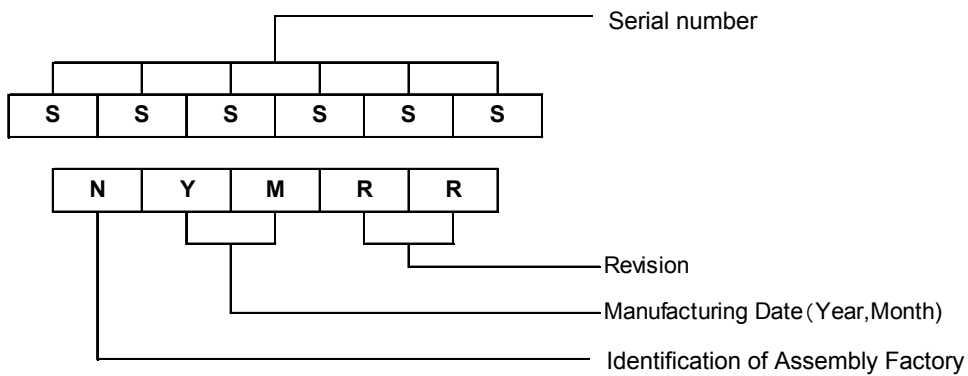 Serial number
S S S S S S
N Y M R R
Revision
Manufacturing Date(Year,Month)
Identification of Assembly Factory